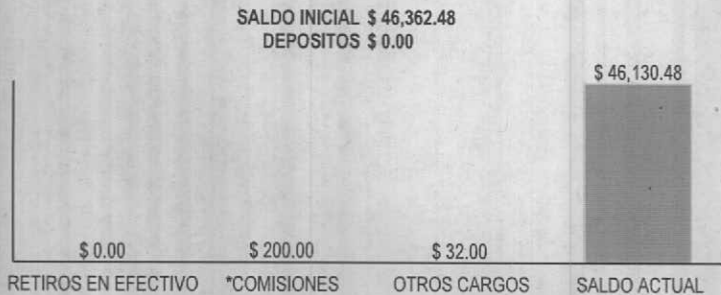 SALDO INICIAL $ 46,362.48
DEPOSITOS $ 0.00
$ 46,130.48
$ 0.00 $ 200.00 $ 32.00
RETIROS EN EFECTIVO *COMISIONES OTROS CARGOS SALDO ACTUAL